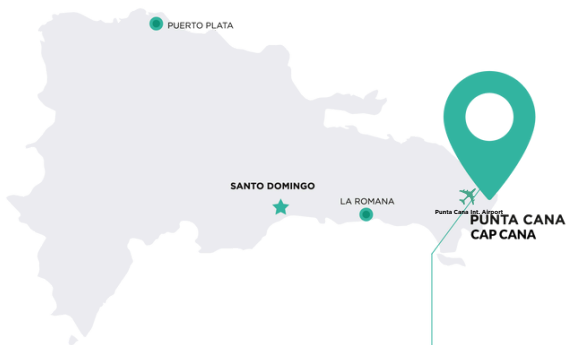 PUERTO PLATA
SANTO DOMINGO
LA ROMANA
Punta Cana Int. Airport
PUNTA CANA
CAP CANA